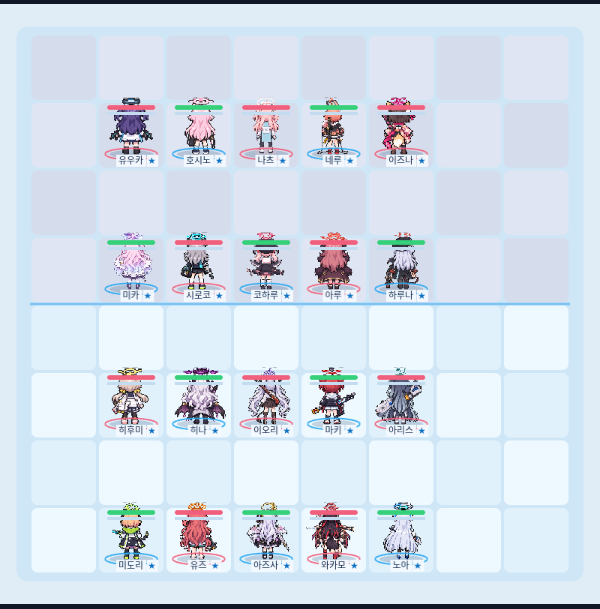 유우카 ★ 호시노 ★ 나츠 ★ 네루 ★ 이즈나 ★
미카 ★ 시로코 ★ 코하루 ★ 아루 ★ 하루나 ★
히후미 ★ 히나 ★ 이오리 ★ 마키 ★ 아리스 ★
미도리 ★ 유즈 ★ 아즈사 ★ 와카모 ★ 노아 ★